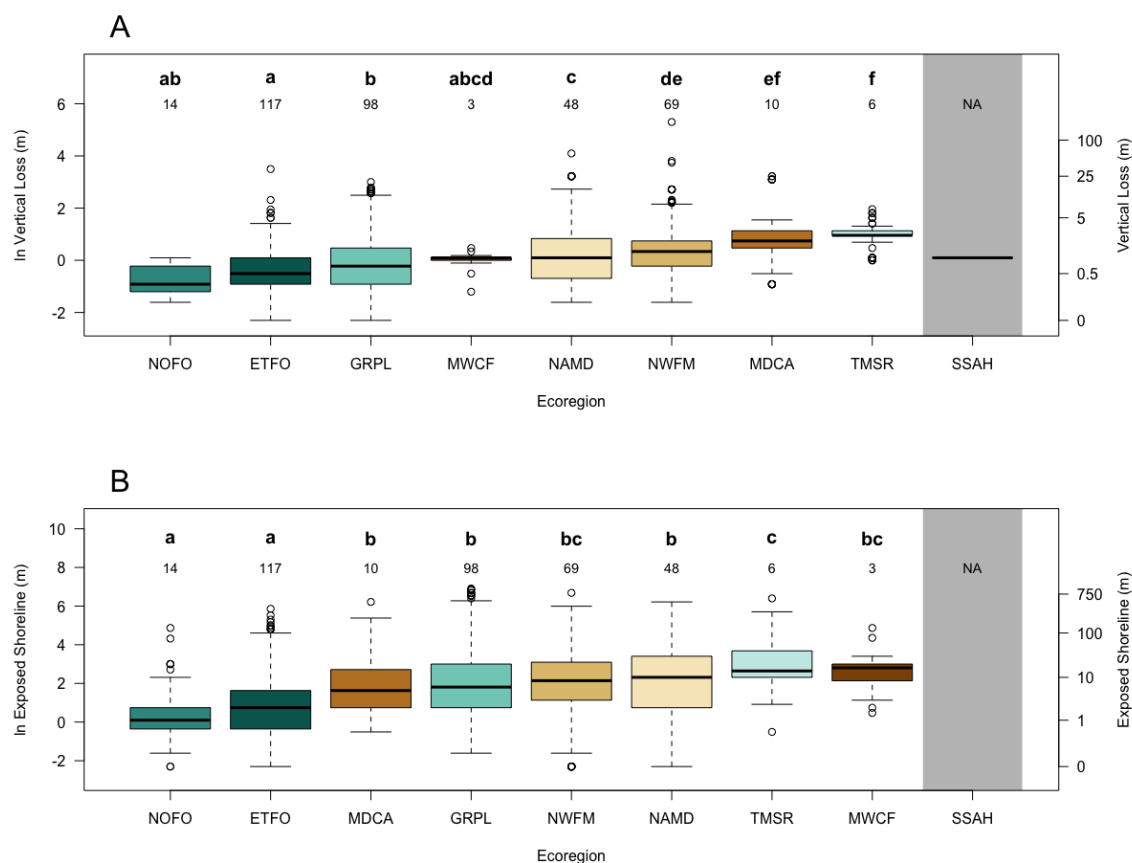 A
ab a b abcd c de ef f
14 117 98 3 48 69 10 6 NA
6
4
2
0
-2
ln Vertical Loss (m)
100
25
5
0.5
0
Vertical Loss (m)
NOFO ETFO GRPL MWCF NAMD NWFM MDCA TMSR SSAH
Ecoregion
B
a a b b bc b c bc
14 117 10 98 69 48 6 3 NA
10
8
6
4
2
0
-2
ln Exposed Shoreline (m)
750
100
10
1
0
Exposed Shoreline (m)
NOFO ETFO MDCA GRPL NWFM NAMD TMSR MWCF SSAH
Ecoregion